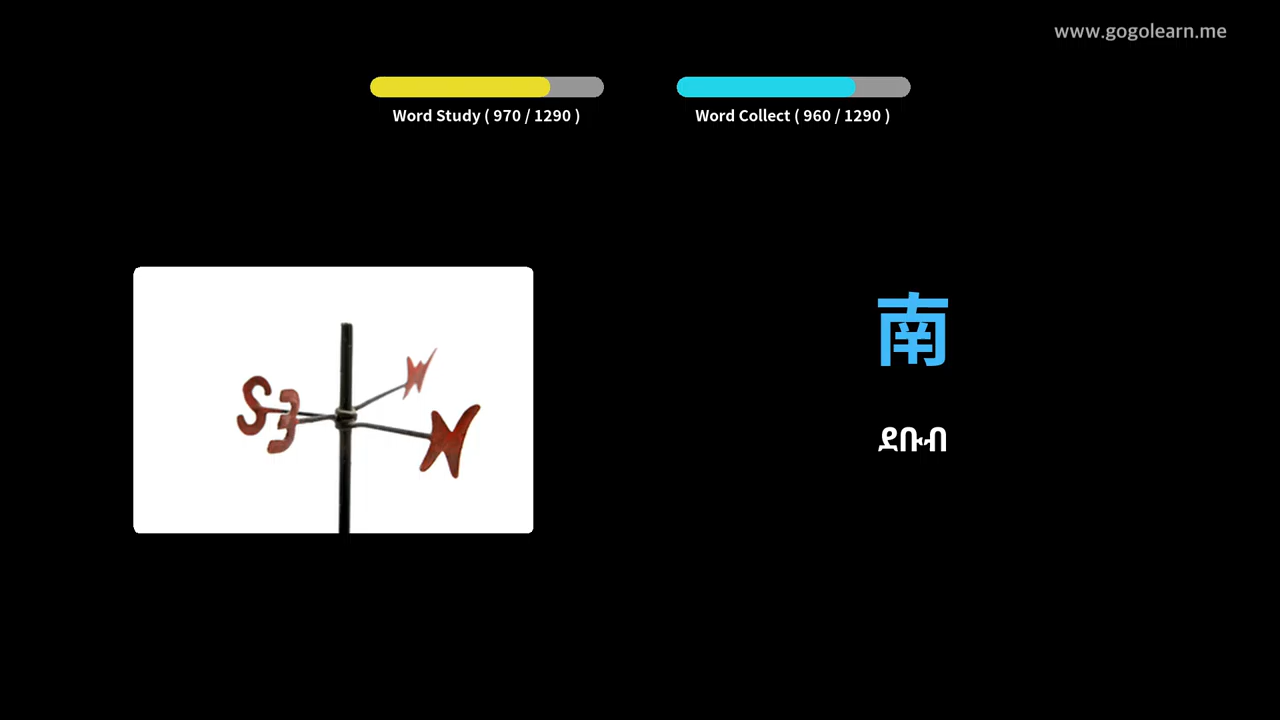 www.gogolearn.me
Word Study ( 970 / 1290 )
Word Collect ( 960 / 1290 )
S E W N
南
ደቡብ